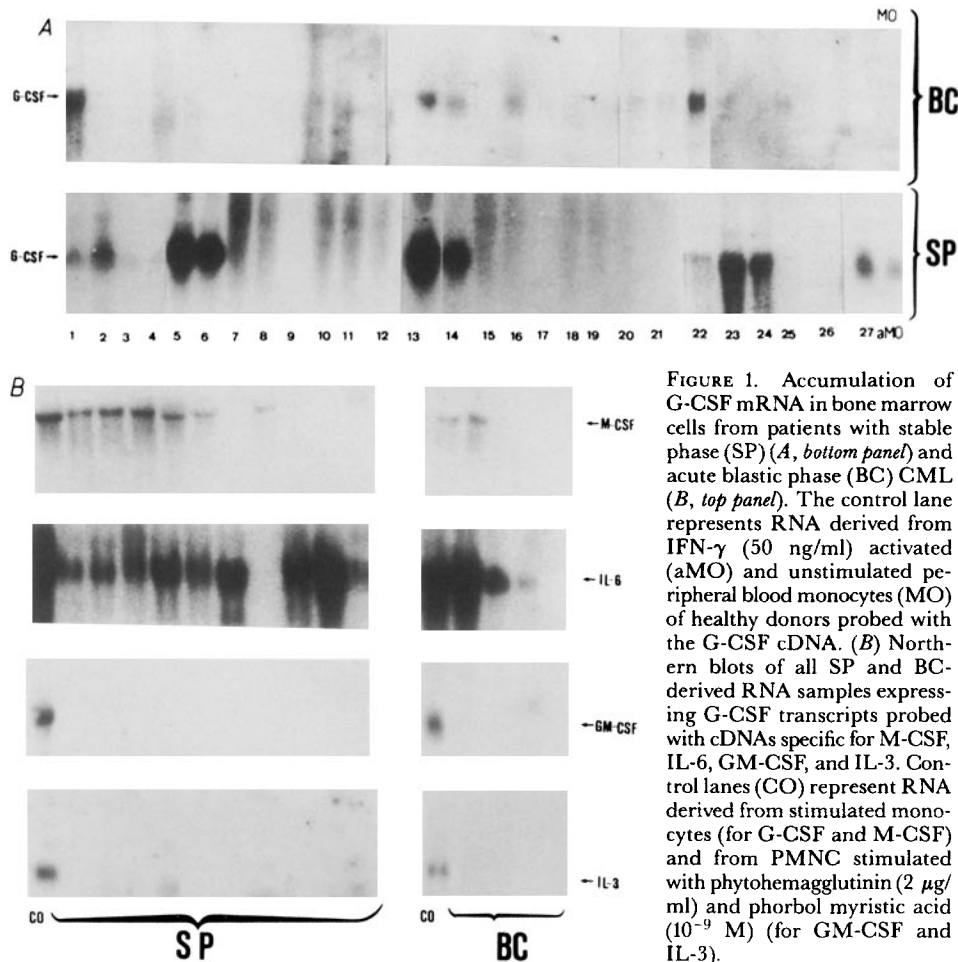 A
MO
G-CSF→
BC
G-CSF→
SP
1 2 3 4 5 6 7 8 9 10 11 12 13 14 15 16 17 18 19 20 21 22 23 24 25 26 27 aMO
B
←M-CSF
←IL-6
←GM-CSF
←IL-3
CO
SP
CO
BC
FIGURE 1. Accumulation of
G-CSF mRNA in bone marrow
cells from patients with stable
phase (SP) (A, bottom panel) and
acute blastic phase (BC) CML
(B, top panel). The control lane
represents RNA derived from
IFN-γ (50 ng/ml) activated
(aMO) and unstimulated pe-
ripheral blood monocytes (MO)
of healthy donors probed with
the G-CSF cDNA. (B) North-
ern blots of all SP and BC-
derived RNA samples express-
ing G-CSF transcripts probed
with cDNAs specific for M-CSF,
IL-6, GM-CSF, and IL-3. Con-
trol lanes (CO) represent RNA
derived from stimulated mono-
cytes (for G-CSF and M-CSF)
and from PMNC stimulated
with phytohemagglutinin (2 μg/
ml) and phorbol myristic acid
(10⁻⁹ M) (for GM-CSF and
IL-3).